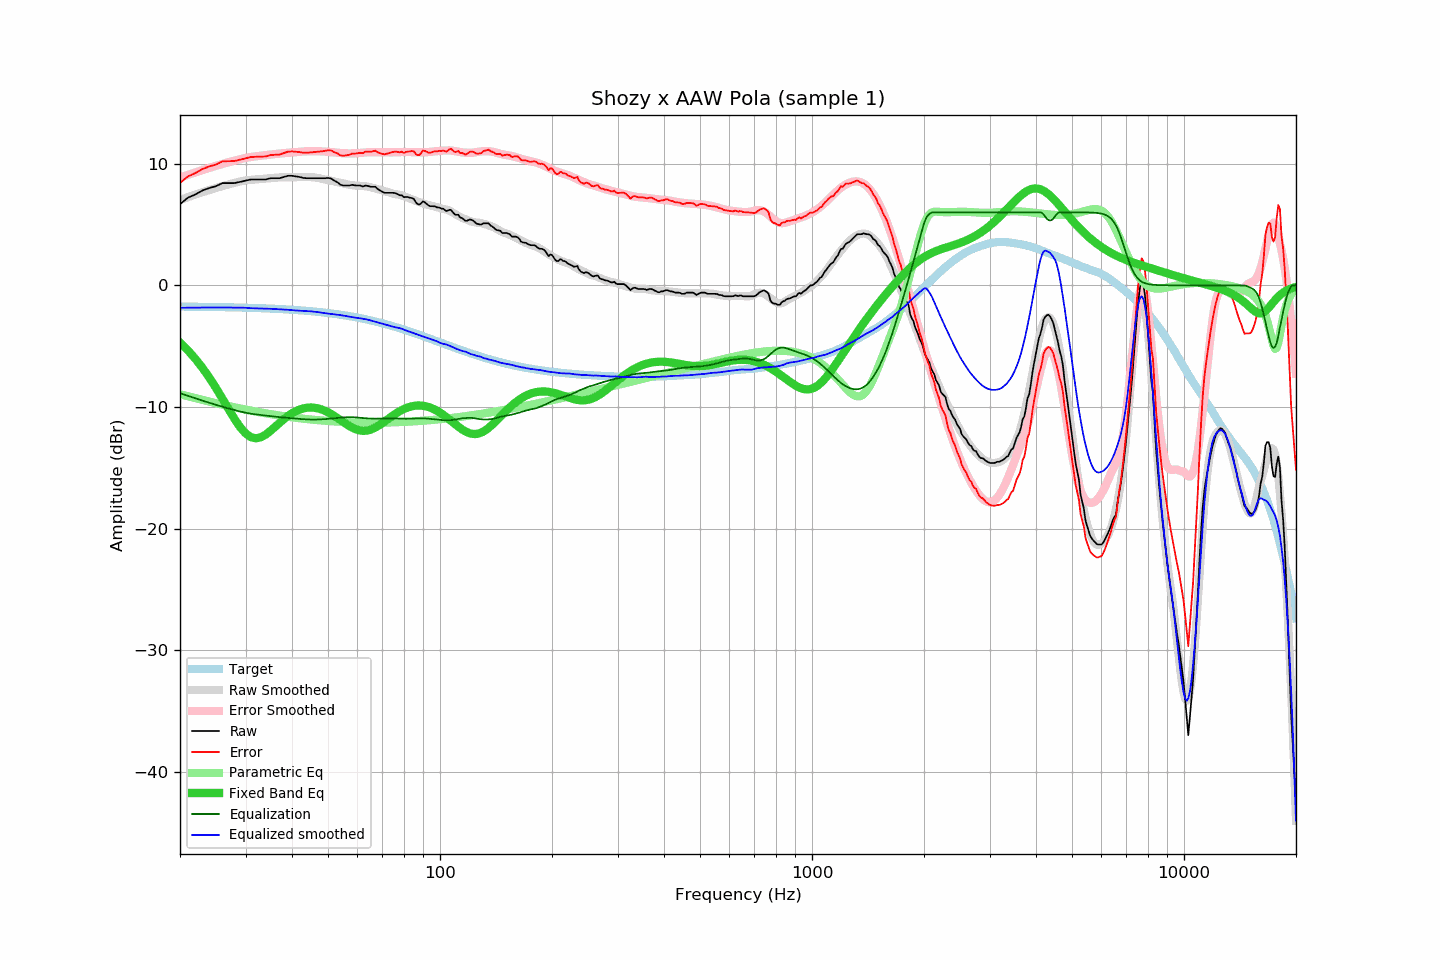 Shozy x AAW Pola (sample 1)
10
0
−10
−20
−30
−40
Amplitude (dBr)
Target
Raw Smoothed
Error Smoothed
Raw
Error
Parametric Eq
Fixed Band Eq
Equalization
Equalized smoothed
100
1000
10000
Frequency (Hz)